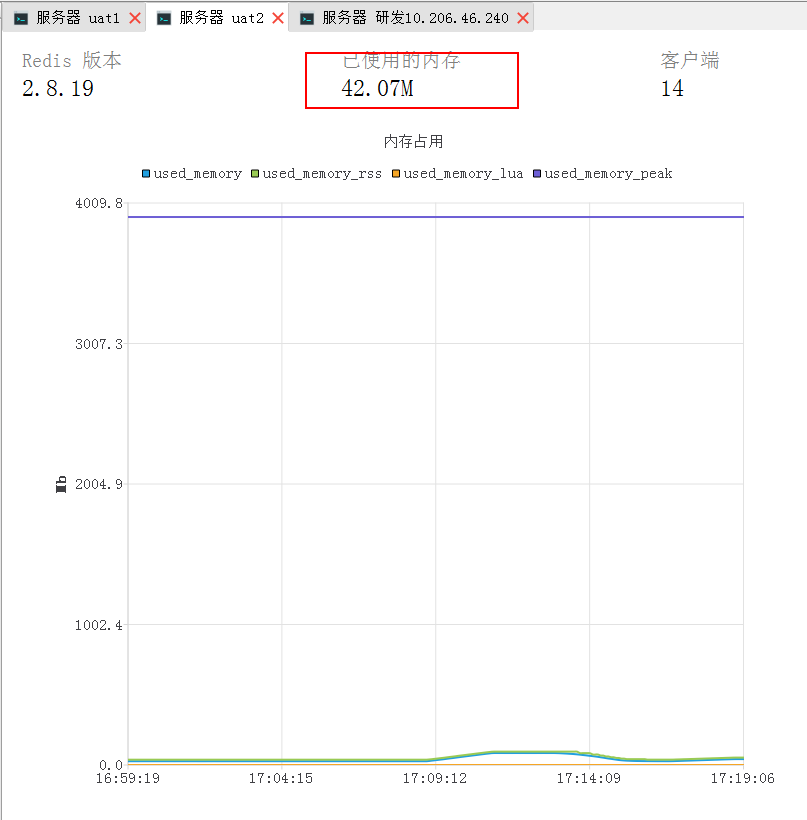 服务器 uat1 服务器 uat2 服务器 研发10.206.46.240
Redis 版本 已使用的内存 客户端
2.8.19 42.07M 14
内存占用
used_memory used_memory_rss used_memory_lua used_memory_peak
4009.8
3007.3
Mb 2004.9
1002.4
0.0
16:59:19 17:04:15 17:09:12 17:14:09 17:19:06